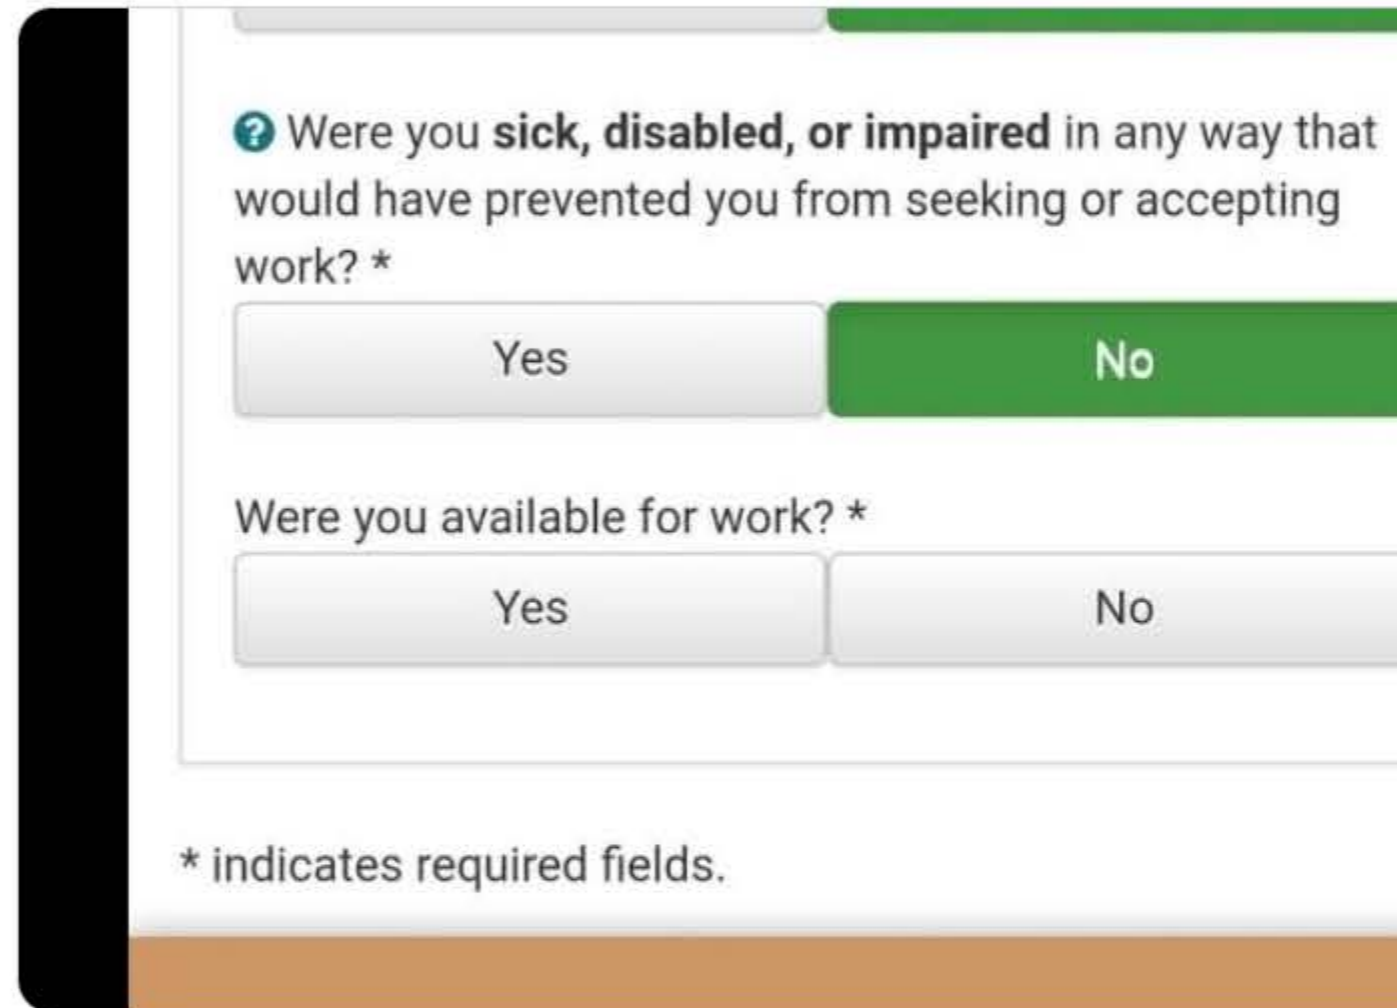 ? Were you sick, disabled, or impaired in any way that
would have prevented you from seeking or accepting
work? *
Yes No
Were you available for work? *
Yes No
* indicates required fields.